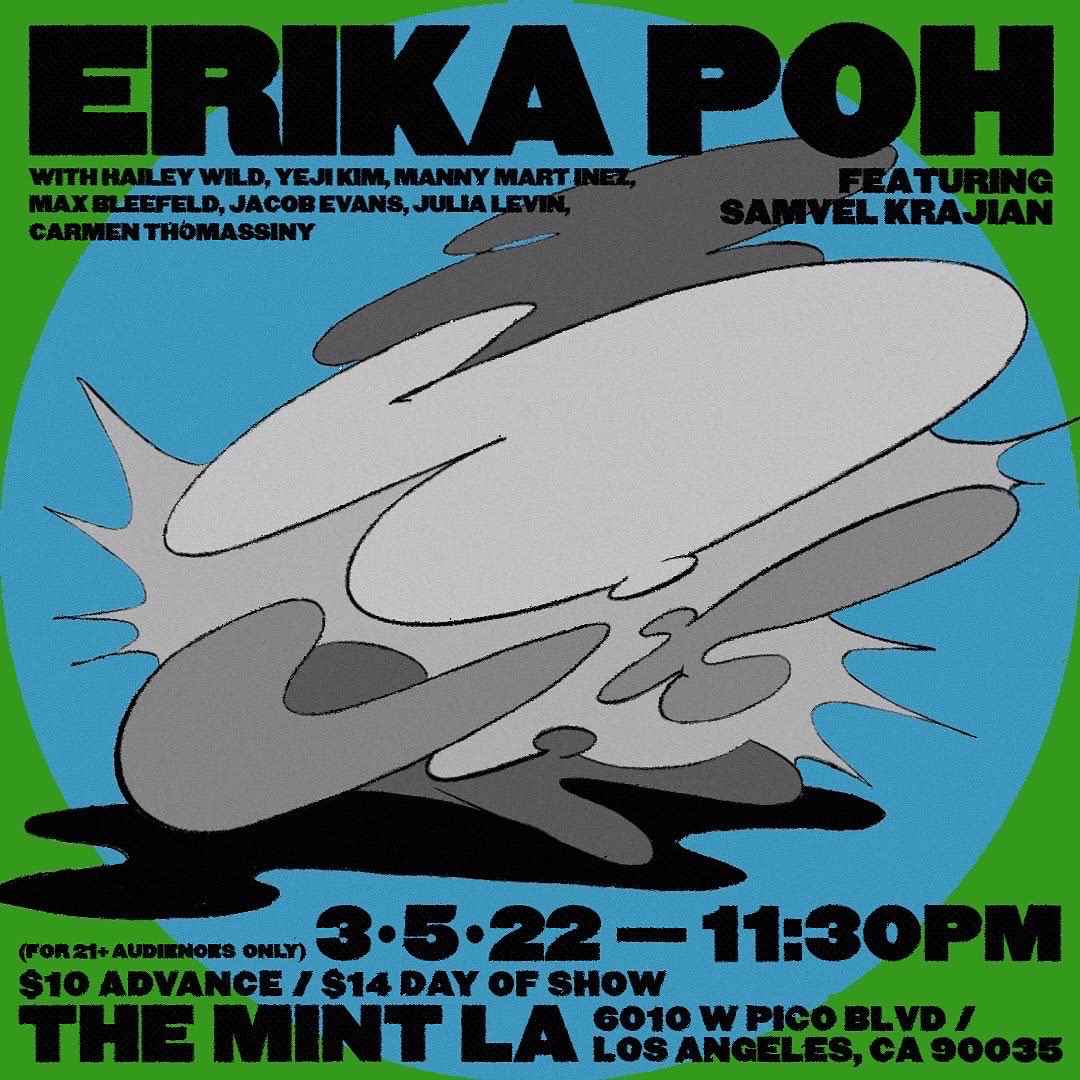 ERIKA POH
WITH HAILEY WILD, YEJI KIM, MANNY MART INEZ,
MAX BLEEFELD, JACOB EVANS, JULIA LEVIN,
CARMEN THOMASSINY
FEATURING
SAMVEL KRAJIAN
(FOR 21+ AUDIENCES ONLY) 3·5·22 — 11:30PM
$10 ADVANCE / $14 DAY OF SHOW
THE MINT LA
6010 W PICO BLVD /
LOS ANGELES, CA 90035